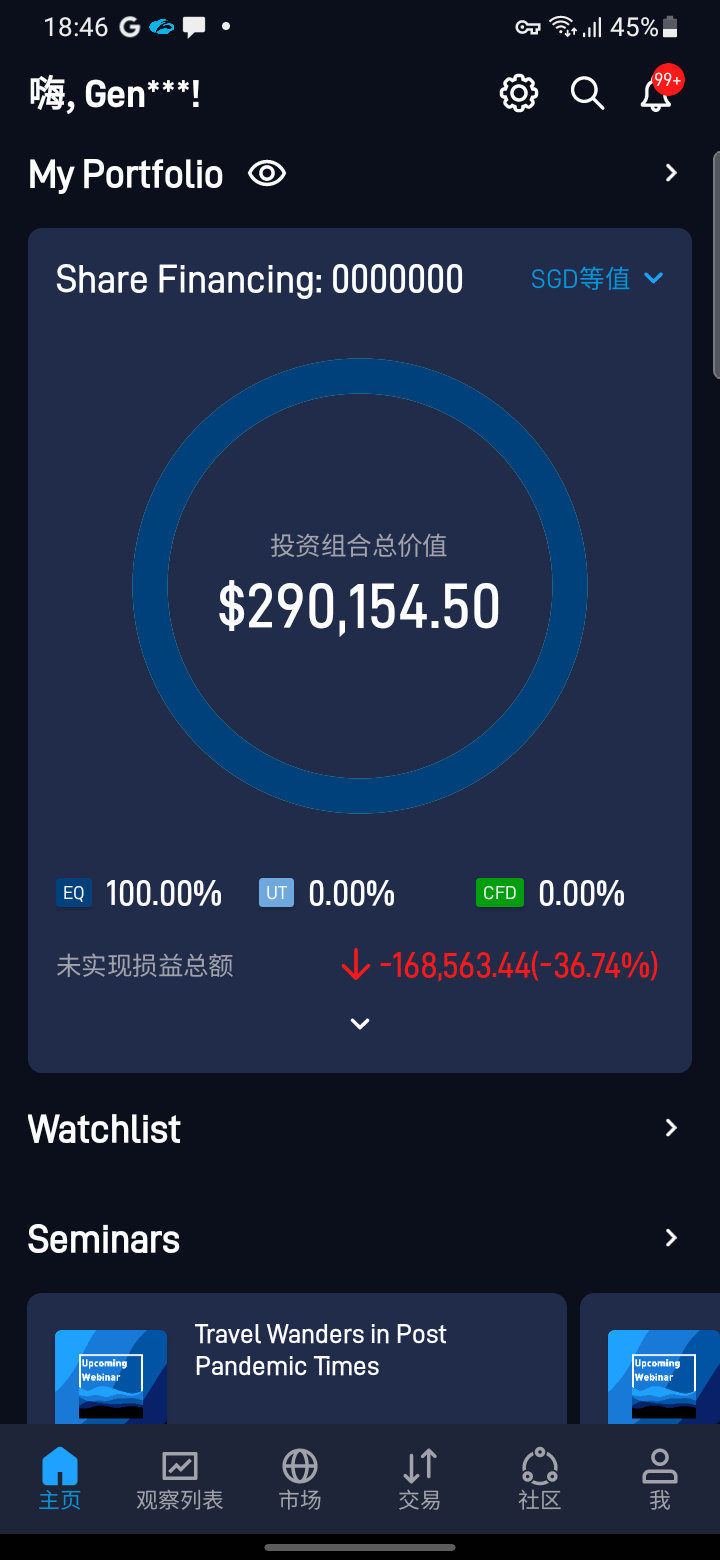 18:46
45%
嗨, Gen***!
99+
My Portfolio
Share Financing: 0000000
SGD等值
投资组合总价值
$290,154.50
EQ 100.00% UT 0.00% CFD 0.00%
未实现损益总额 -168,563.44(-36.74%)
Watchlist
Seminars
Travel Wanders in Post
Pandemic Times
Upcoming
Webinar
Upcoming
Webinar
主页 观察列表 市场 交易 社区 我